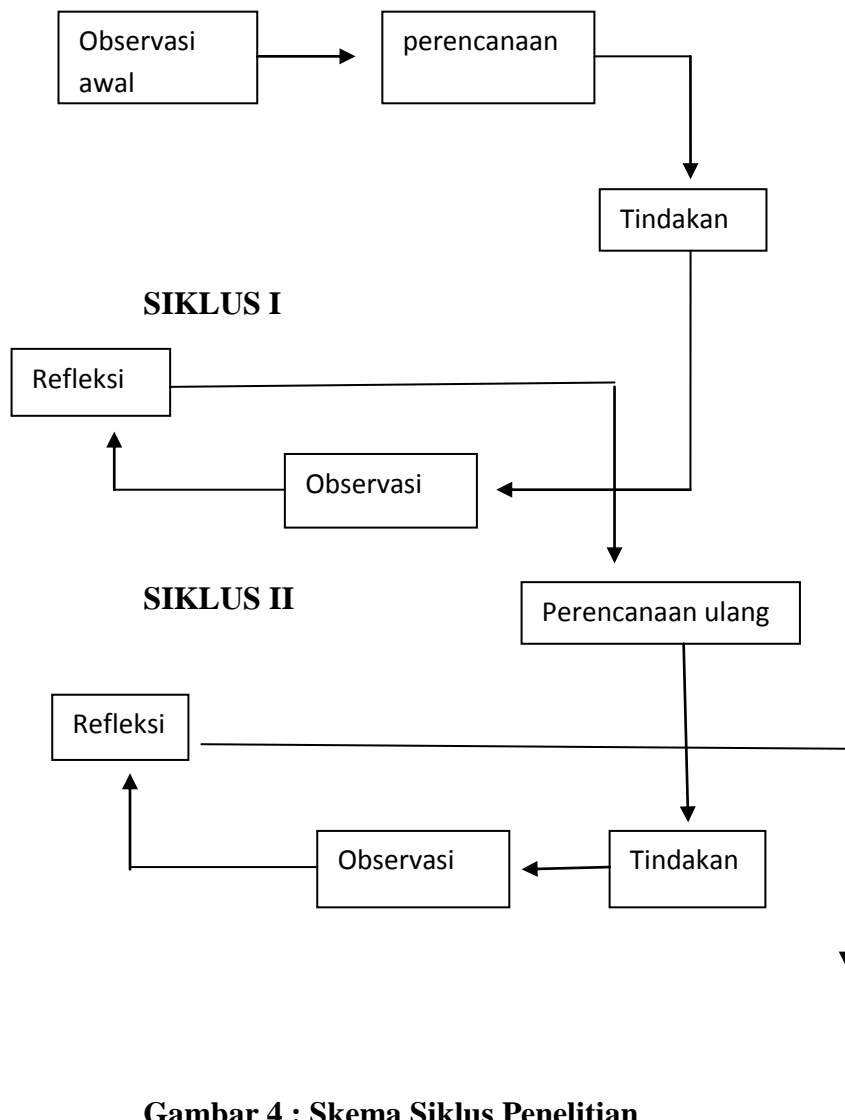 Observasi
awal
perencanaan
Tindakan
SIKLUS I
Refleksi
Observasi
SIKLUS II
Perencanaan ulang
Refleksi
Observasi
Tindakan
Gambar 4 : Skema Siklus Penelitian